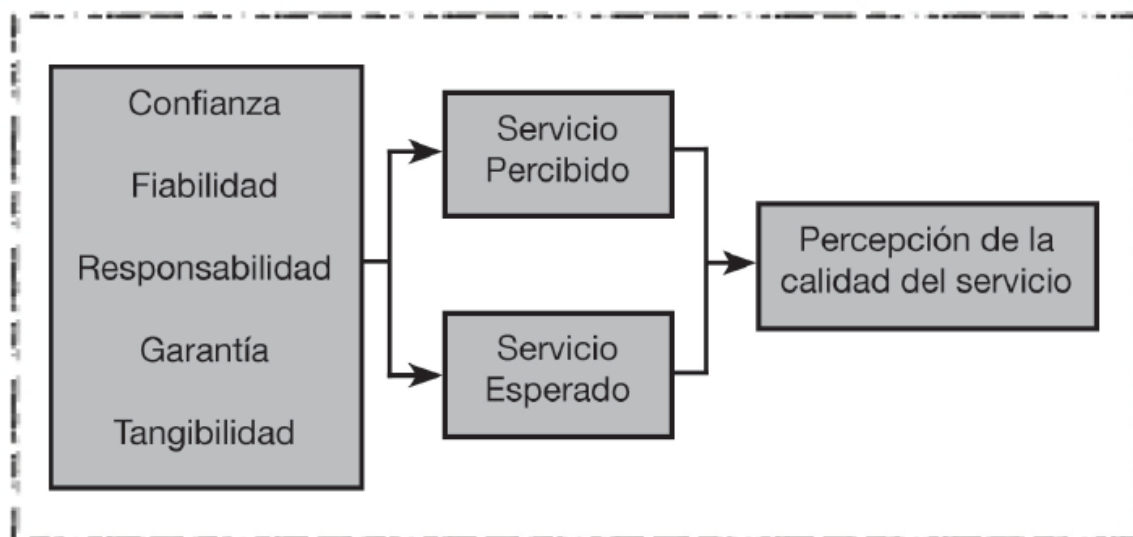 Confianza
Fiabilidad
Responsabilidad
Garantía
Tangibilidad
Servicio
Percibido
Servicio
Esperado
Percepción de la
calidad del servicio